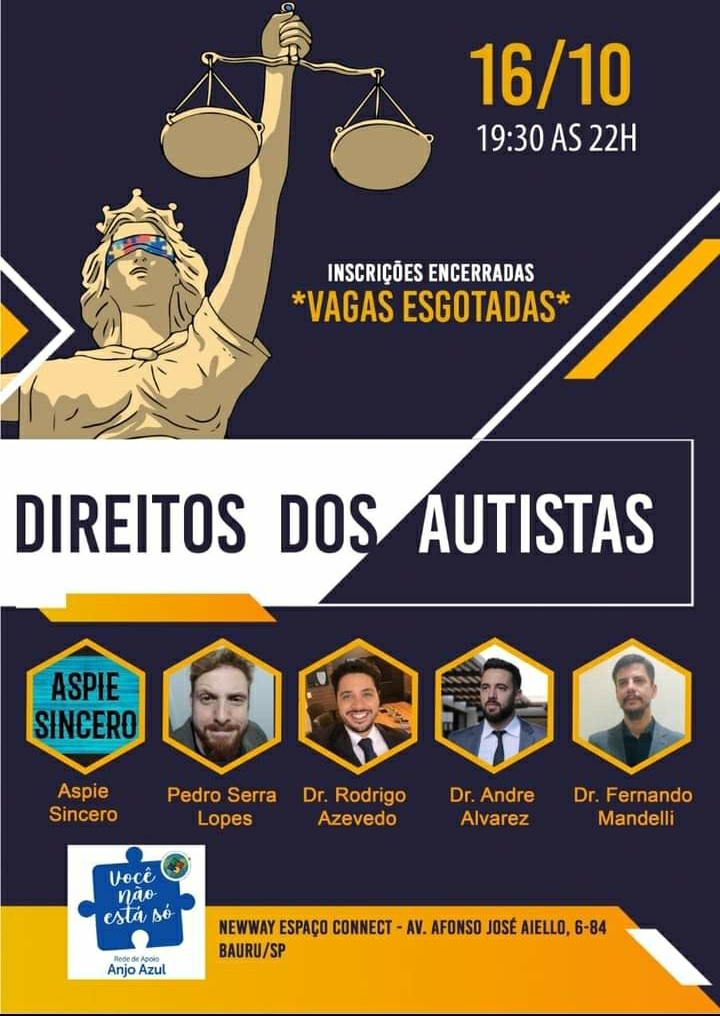 16/10
19:30 AS 22H
INSCRIÇÕES ENCERRADAS
*VAGAS ESGOTADAS*
DIREITOS DOS AUTISTAS
ASPIE
SINCERO
Aspie
Sincero
Pedro Serra
Lopes
Dr. Rodrigo
Azevedo
Dr. Andre
Alvarez
Dr. Fernando
Mandelli
Você
não
está só
Rede de Apoio
Anjo Azul
NEWWAY ESPAÇO CONNECT - AV. AFONSO JOSÉ AIELLO, 6-84
BAURU/SP